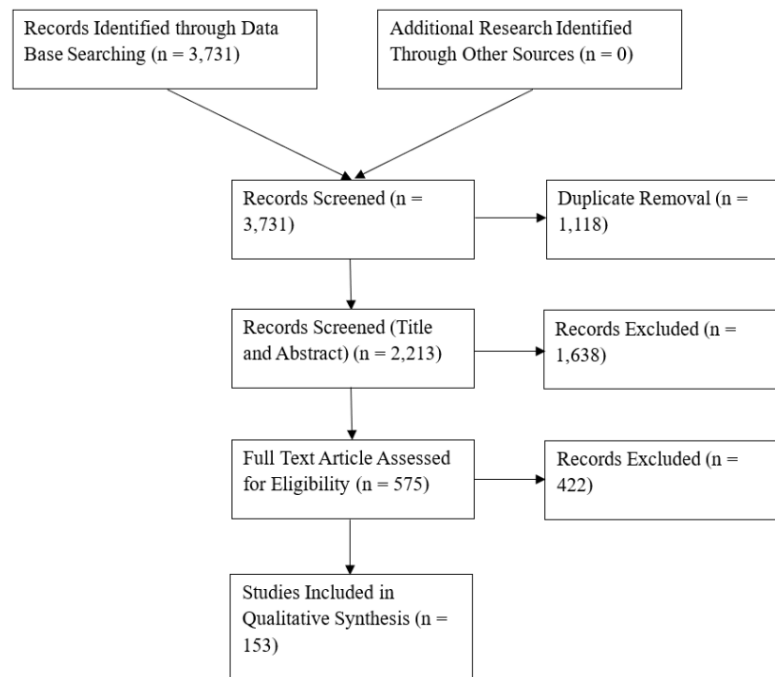 Records Identified through Data
Base Searching (n = 3,731)
Additional Research Identified
Through Other Sources (n = 0)
Records Screened (n =
3,731)
Duplicate Removal (n =
1,118)
Records Screened (Title
and Abstract) (n = 2,213)
Records Excluded (n =
1,638)
Full Text Article Assessed
for Eligibility (n = 575)
Records Excluded (n =
422)
Studies Included in
Qualitative Synthesis (n =
153)